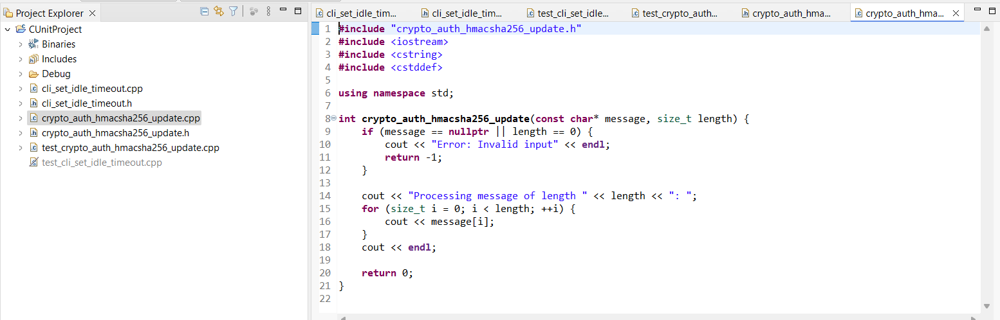 Project Explorer
CUnitProject
Binaries
Includes
Debug
cli_set_idle_timeout.cpp
cli_set_idle_timeout.h
crypto_auth_hmacsha256_update.cpp
crypto_auth_hmacsha256_update.h
test_crypto_auth_hmacsha256_update.cpp
test_cli_set_idle_timeout.cpp
cli_set_idle_tim... cli_set_idle_tim... test_cli_set_idle... test_crypto_auth... crypto_auth_hma... crypto_auth_hma...
1 #include "crypto_auth_hmacsha256_update.h"
2 #include <iostream>
3 #include <cstring>
4 #include <cstddef>
5
6 using namespace std;
7
8 int crypto_auth_hmacsha256_update(const char* message, size_t length) {
9     if (message == nullptr || length == 0) {
10         cout << "Error: Invalid input" << endl;
11         return -1;
12     }
13
14     cout << "Processing message of length " << length << ": ";
15     for (size_t i = 0; i < length; ++i) {
16         cout << message[i];
17     }
18     cout << endl;
19
20     return 0;
21 }
22